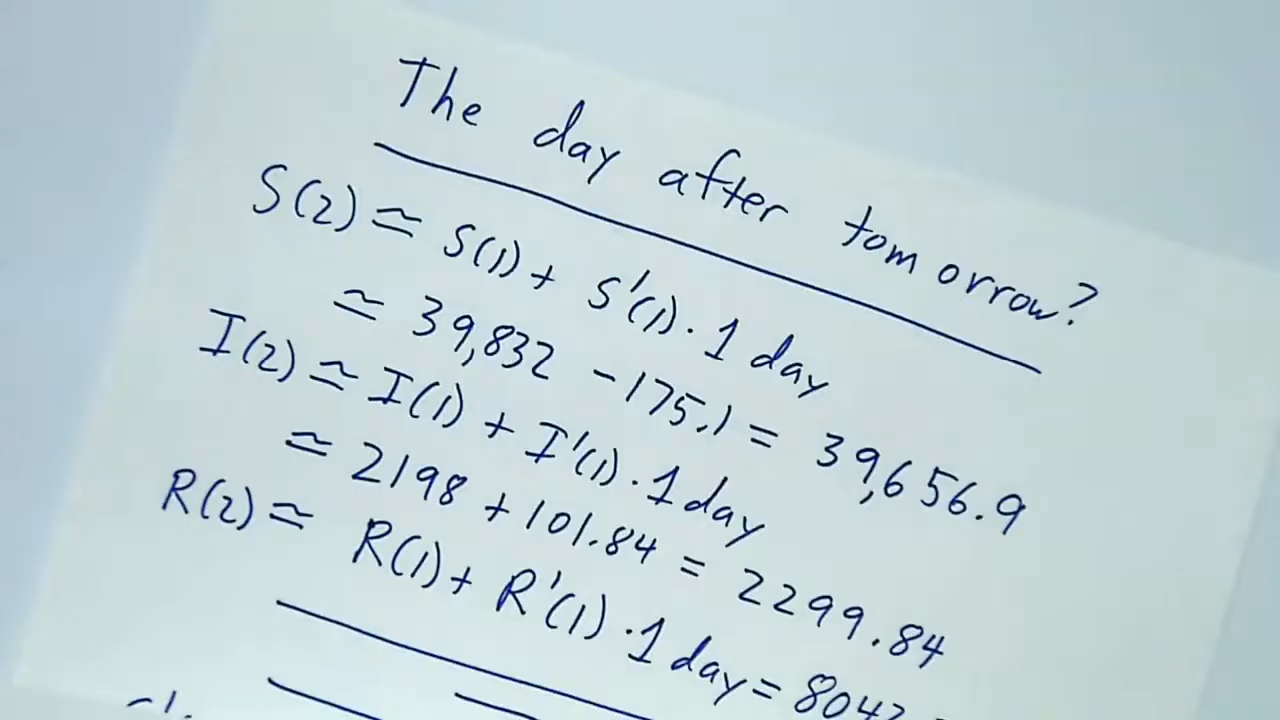 The day after tomorrow?
S(2) ≃ S(1) + S'(1) · 1 day
≃ 39,832 - 175.1 = 39,656.9
I(2) ≃ I(1) + I'(1) · 1 day
≃ 2198 + 101.84 = 2299.84
R(2) ≃ R(1) + R'(1) · 1 day =